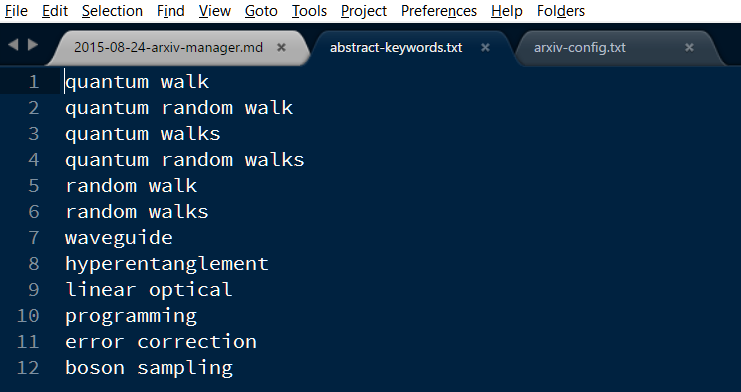 File Edit Selection Find View Goto Tools Project Preferences Help Folders
2015-08-24-arxiv-manager.md × abstract-keywords.txt × arxiv-config.txt ×
1 quantum walk
2 quantum random walk
3 quantum walks
4 quantum random walks
5 random walk
6 random walks
7 waveguide
8 hyperentanglement
9 linear optical
10 programming
11 error correction
12 boson sampling